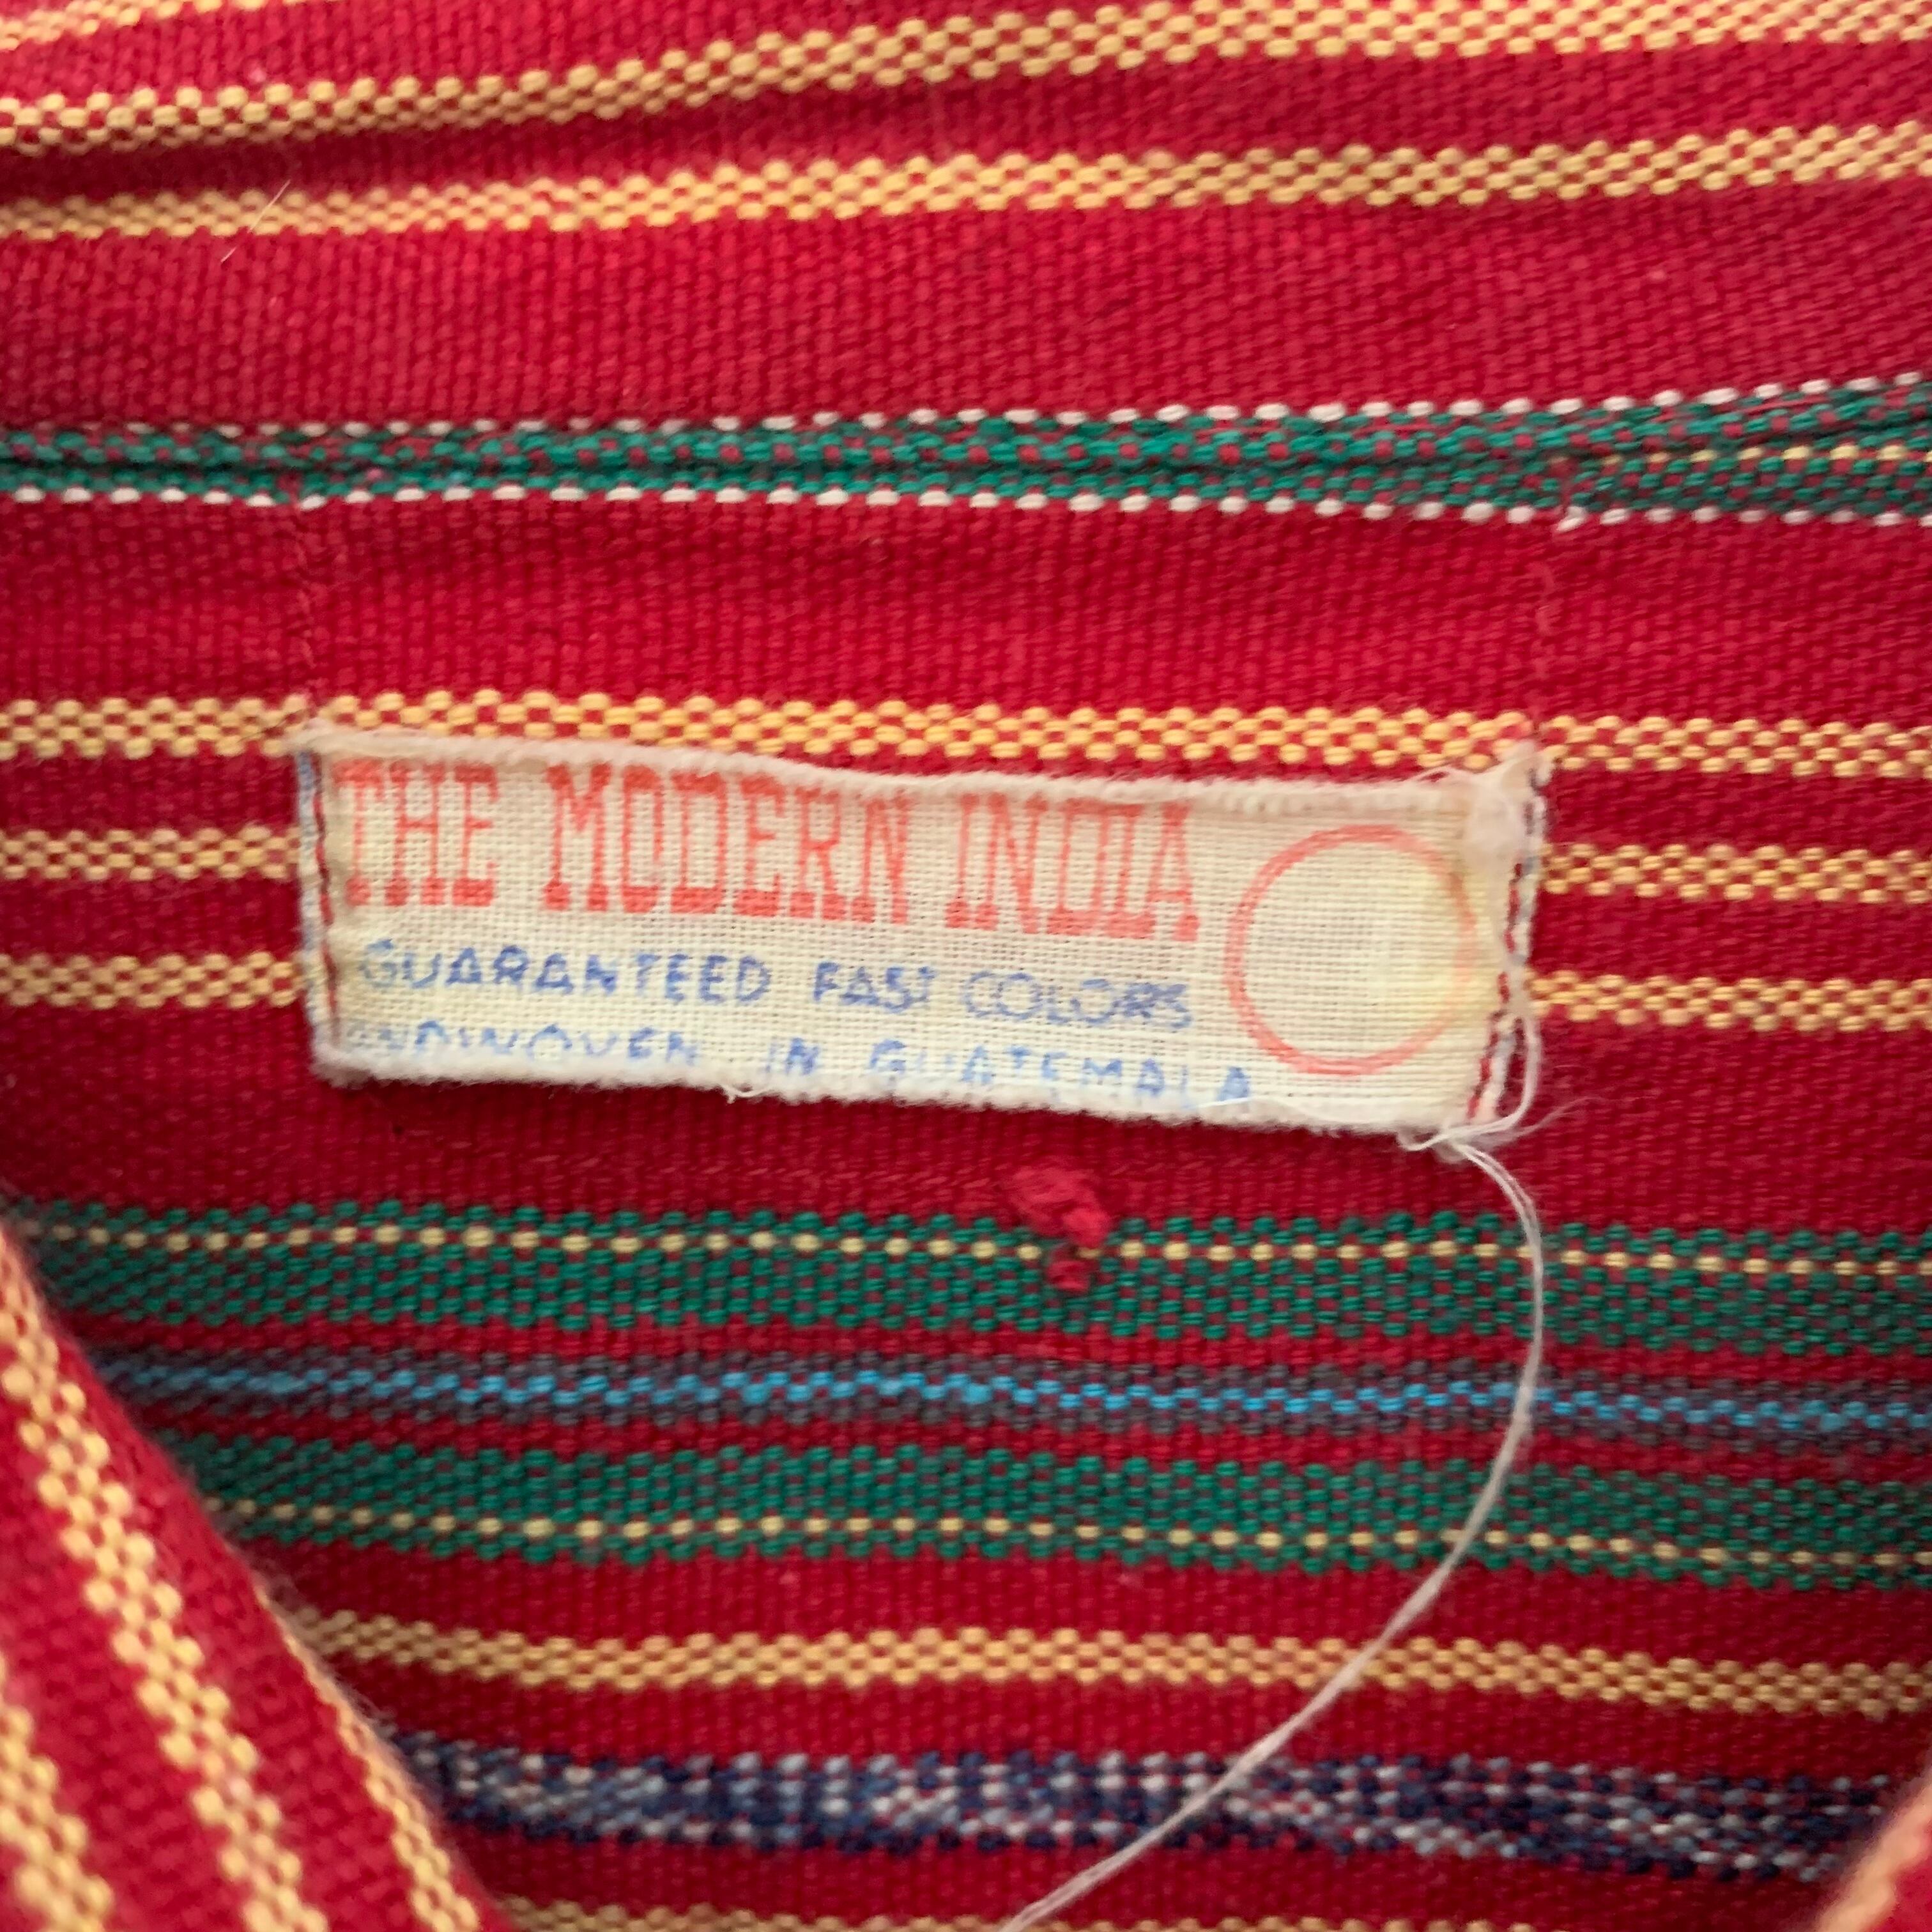 THE MODERN INDIA
GUARANTEED FAST COLORS
IN GUATEMALA